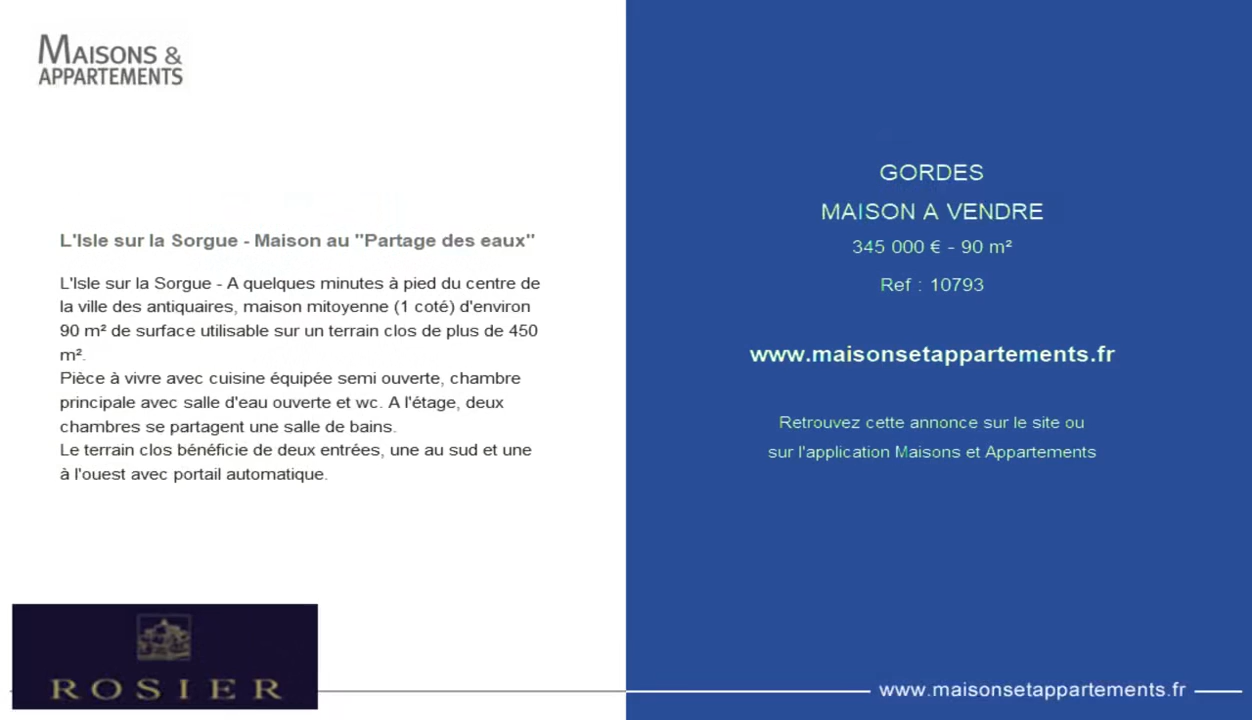 MAISONS &
APPARTEMENTS
L'Isle sur la Sorgue - Maison au "Partage des eaux"
L'Isle sur la Sorgue - A quelques minutes à pied du centre de
la ville des antiquaires, maison mitoyenne (1 coté) d'environ
90 m² de surface utilisable sur un terrain clos de plus de 450
m².
Pièce à vivre avec cuisine équipée semi ouverte, chambre
principale avec salle d'eau ouverte et wc. A l'étage, deux
chambres se partagent une salle de bains.
Le terrain clos bénéficie de deux entrées, une au sud et une
à l'ouest avec portail automatique.
ROSIER
GORDES
MAISON A VENDRE
345 000 € - 90 m²
Ref : 10793
www.maisonsetappartements.fr
Retrouvez cette annonce sur le site ou
sur l'application Maisons et Appartements
www.maisonsetappartements.fr